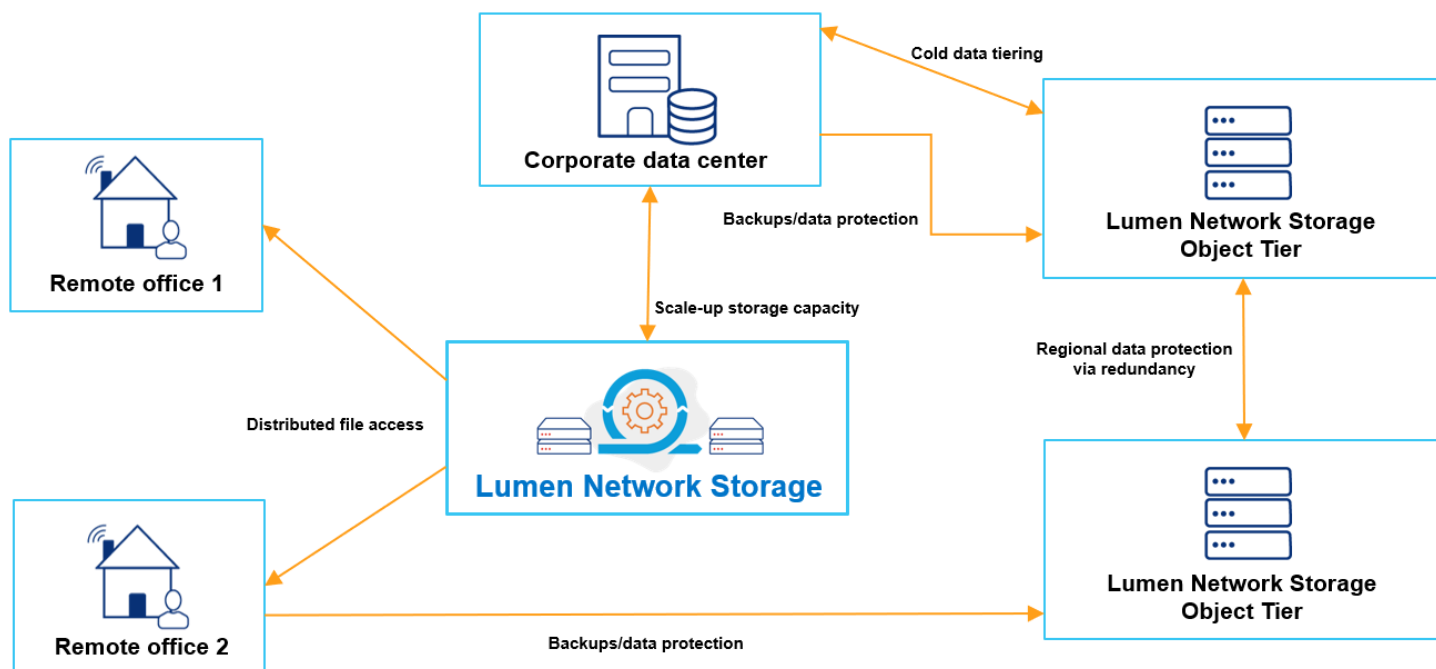 Cold data tiering
Corporate data center
Backups/data protection
Lumen Network Storage
Object Tier
Remote office 1
Scale-up storage capacity
Regional data protection
via redundancy
Distributed file access
Lumen Network Storage
Lumen Network Storage
Object Tier
Remote office 2
Backups/data protection